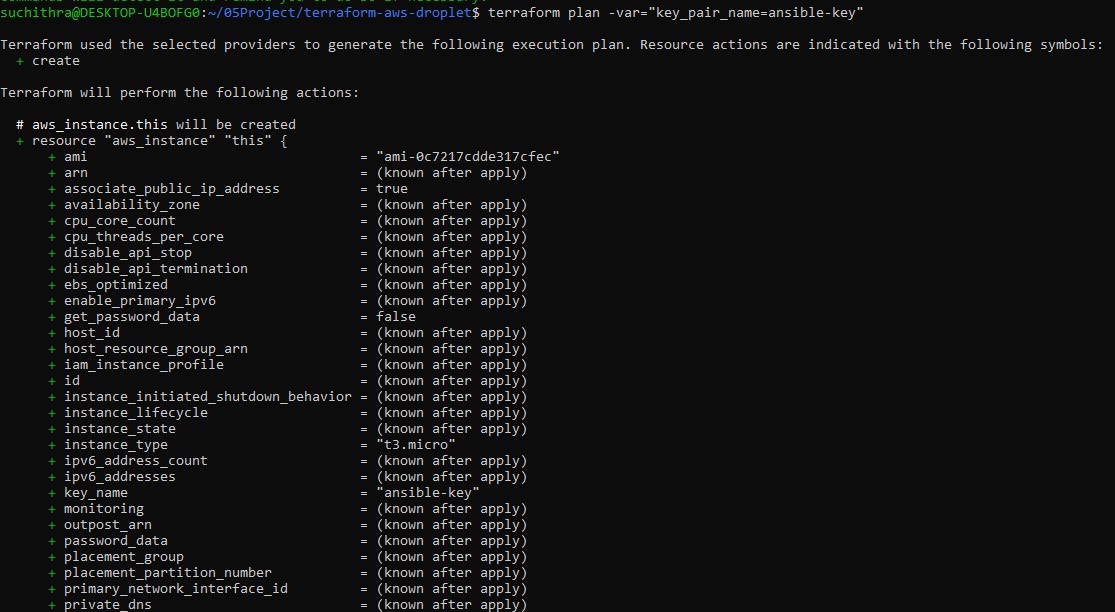 suchithra@DESKTOP-U4BOFG0:~/05Project/terraform-aws-droplet$ terraform plan -var="key_pair_name=ansible-key"
Terraform used the selected providers to generate the following execution plan. Resource actions are indicated with the following symbols:
+ create
Terraform will perform the following actions:
# aws_instance.this will be created
+ resource "aws_instance" "this" {
+ ami = "ami-0c7217cdde317cfec"
+ arn = (known after apply)
+ associate_public_ip_address = true
+ availability_zone = (known after apply)
+ cpu_core_count = (known after apply)
+ cpu_threads_per_core = (known after apply)
+ disable_api_stop = (known after apply)
+ disable_api_termination = (known after apply)
+ ebs_optimized = (known after apply)
+ enable_primary_ipv6 = (known after apply)
+ get_password_data = false
+ host_id = (known after apply)
+ host_resource_group_arn = (known after apply)
+ iam_instance_profile = (known after apply)
+ id = (known after apply)
+ instance_initiated_shutdown_behavior = (known after apply)
+ instance_lifecycle = (known after apply)
+ instance_state = (known after apply)
+ instance_type = "t3.micro"
+ ipv6_address_count = (known after apply)
+ ipv6_addresses = (known after apply)
+ key_name = "ansible-key"
+ monitoring = (known after apply)
+ outpost_arn = (known after apply)
+ password_data = (known after apply)
+ placement_group = (known after apply)
+ placement_partition_number = (known after apply)
+ primary_network_interface_id = (known after apply)
+ private_dns = (known after apply)